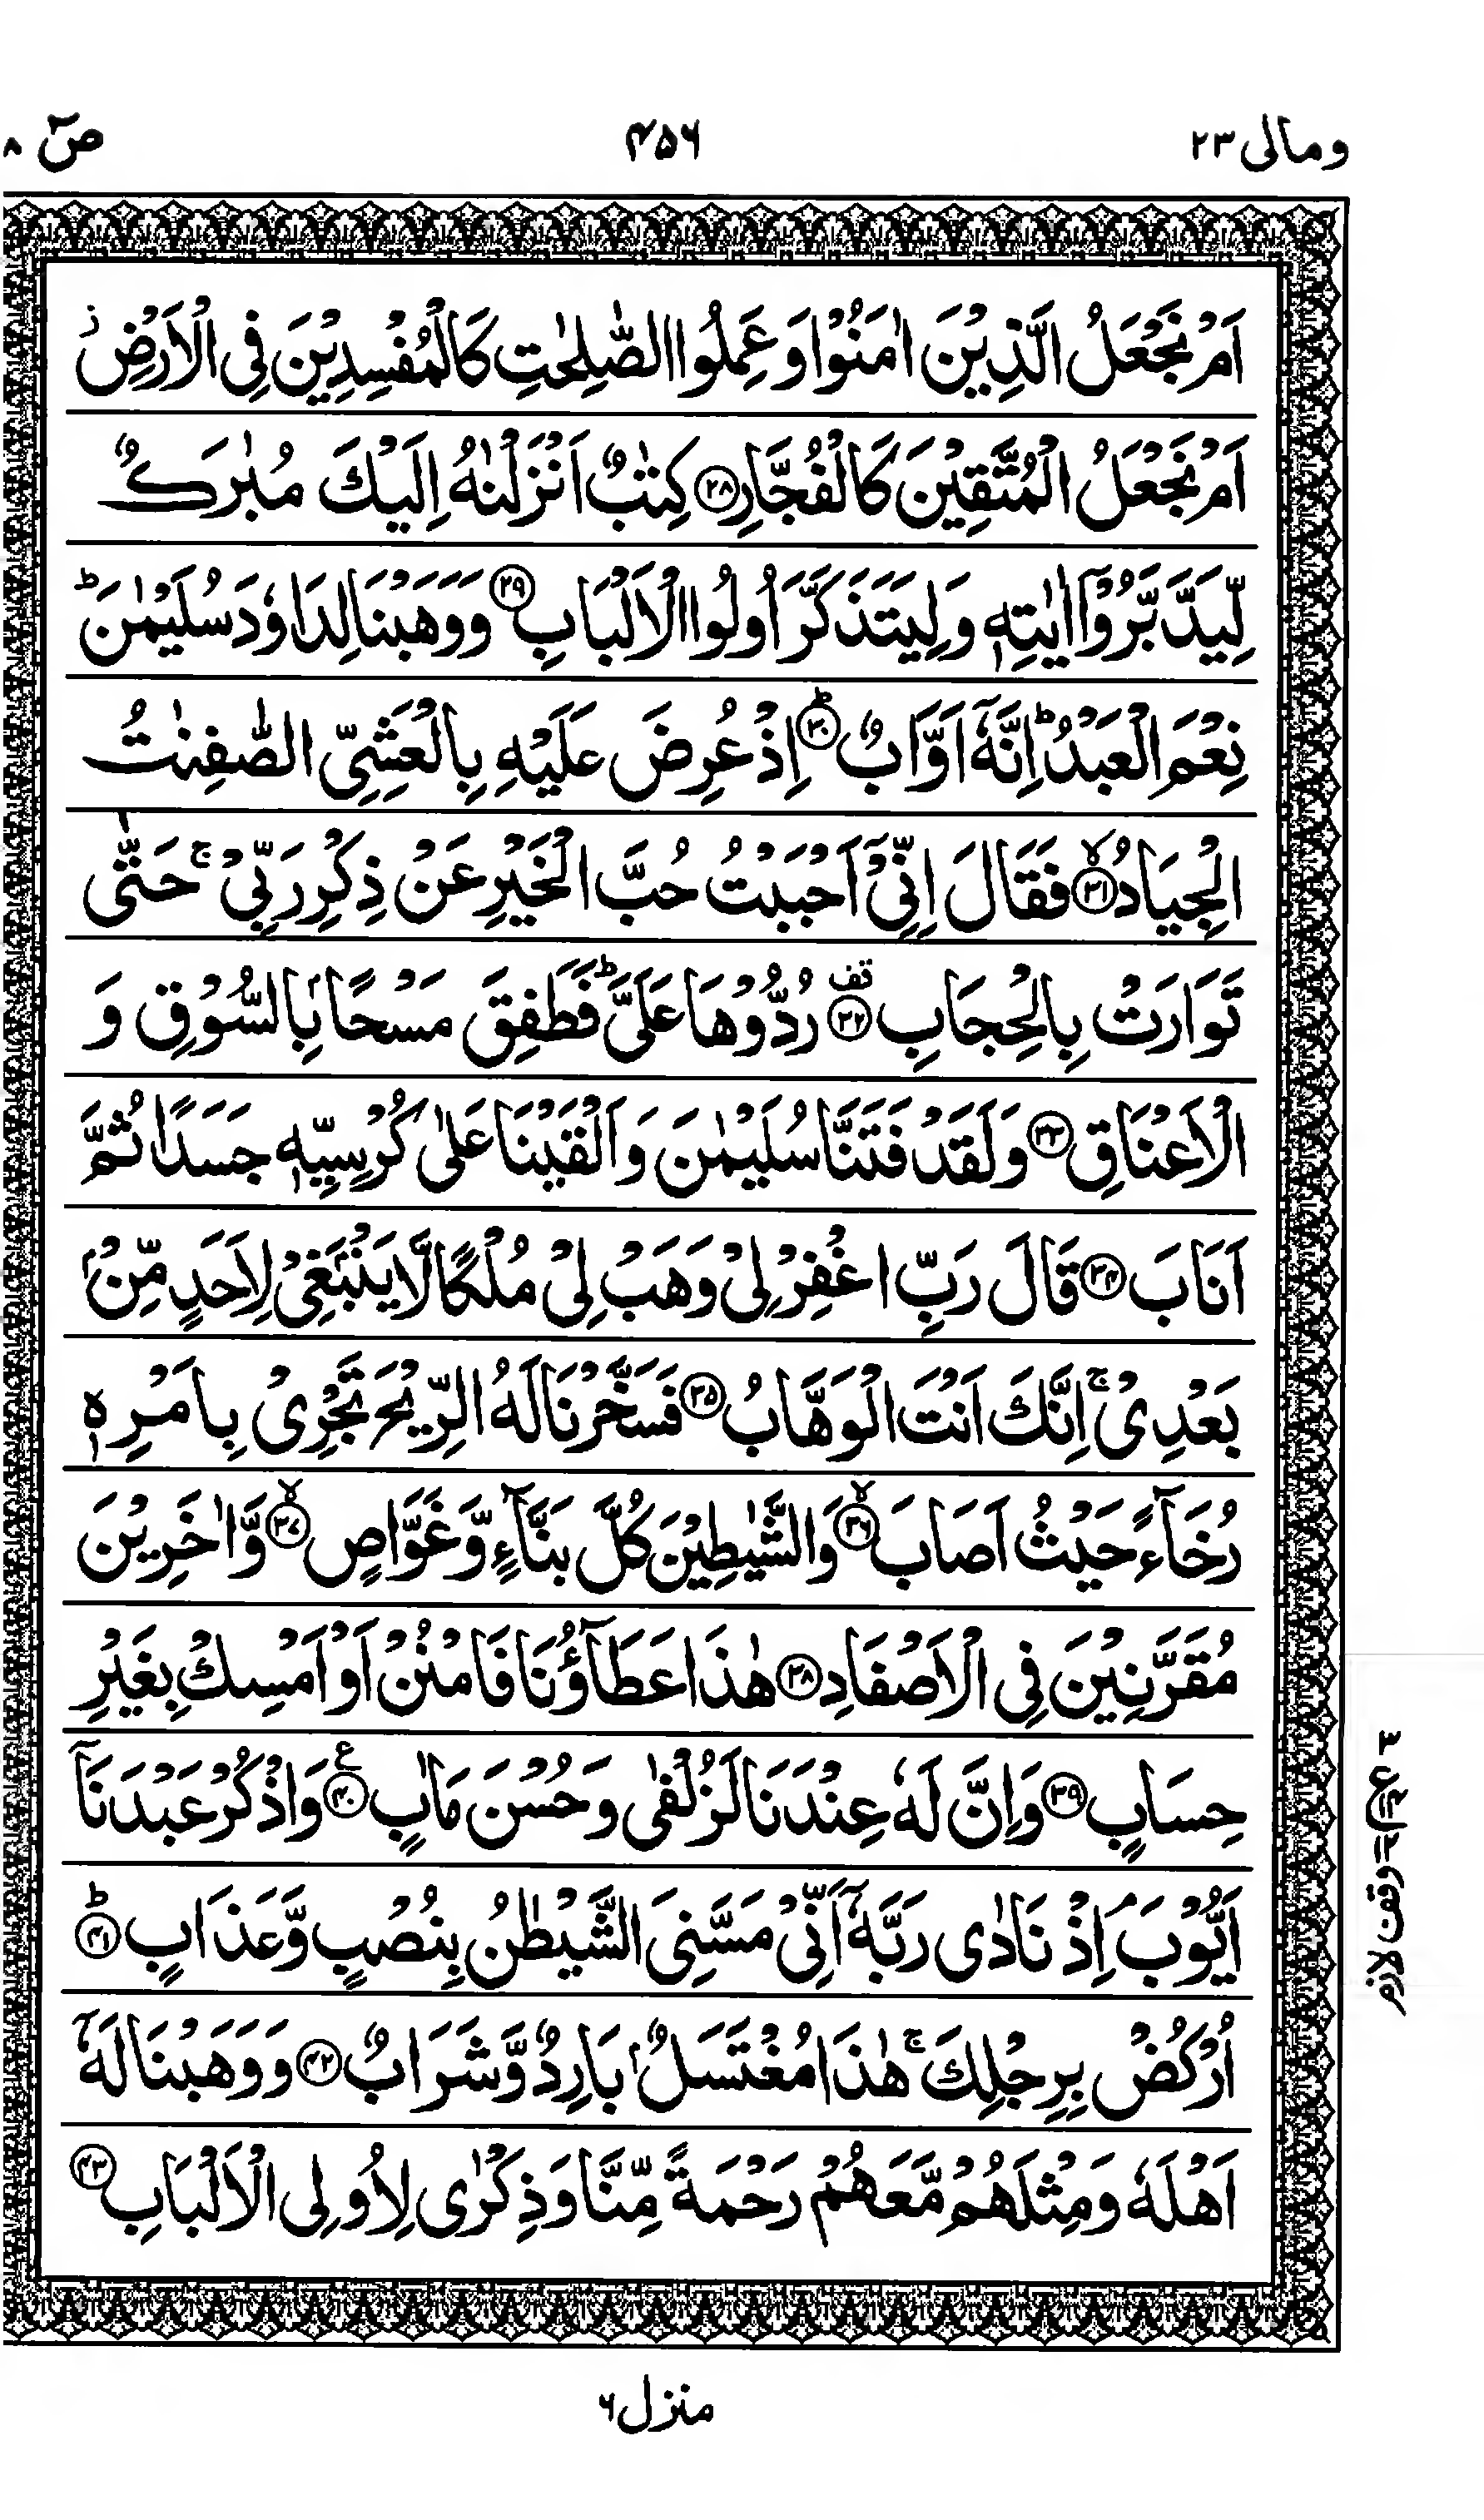 ومالی ۲۳ ۴۵۶ صٓ ۳۸
اَمۡ نَجۡعَلُ الَّذِيۡنَ اٰمَنُوۡا وَ عَمِلُوا الصّٰلِحٰتِ كَالۡمُفۡسِدِيۡنَ فِى الۡاَرۡضِ ز
اَمۡ نَجۡعَلُ الۡمُتَّقِيۡنَ كَالۡفُجَّارِ ۲۸ كِتٰبٌ اَنۡزَلۡنٰهُ اِلَيۡكَ مُبٰرَكٌ
لِّيَدَّبَّرُوۡۤا اٰيٰتِهٖ وَلِيَتَذَكَّرَ اُولُوا الۡاَلۡبَابِ ۲۹ وَوَهَبۡنَا لِدَاوٗدَ سُلَيۡمٰنَ ؕ
نِعۡمَ الۡعَبۡدُ ؕ اِنَّهٗۤ اَوَّابٌ ؕ ۳۰ اِذۡ عُرِضَ عَلَيۡهِ بِالۡعَشِىِّ الصّٰفِنٰتُ
الۡجِيَادُ ۙ ۳۱ فَقَالَ اِنِّىۡۤ اَحۡبَبۡتُ حُبَّ الۡخَيۡرِ عَنۡ ذِكۡرِ رَبِّىۡ ۚ حَتّٰى
تَوَارَتۡ بِالۡحِجَابِ قف ۳۲ رُدُّوۡهَا عَلَىَّ ؕ فَطَفِقَ مَسۡحًۢا بِالسُّوۡقِ وَ
الۡاَعۡنَاقِ ۳۳ وَلَقَدۡ فَتَنَّا سُلَيۡمٰنَ وَاَلۡقَيۡنَا عَلٰى كُرۡسِيِّهٖ جَسَدًا ثُمَّ
اَنَابَ ۳۴ قَالَ رَبِّ اغۡفِرۡ لِىۡ وَهَبۡ لِىۡ مُلۡكًا لَّا يَنۡۢبَغِىۡ لِاَحَدٍ مِّنۡۢ
بَعۡدِىۡ ۚ اِنَّكَ اَنۡتَ الۡوَهَّابُ ۳۵ فَسَخَّرۡنَا لَهُ الرِّيۡحَ تَجۡرِىۡ بِاَمۡرِهٖ
رُخَآءً حَيۡثُ اَصَابَ ۙ ۳۶ وَالشَّيٰطِيۡنَ كُلَّ بَنَّآءٍ وَّغَوَّاصٍ ۙ ۳۷ وَّاٰخَرِيۡنَ
مُقَرَّنِيۡنَ فِى الۡاَصۡفَادِ ۳۸ هٰذَا عَطَآؤُنَا فَامۡنُنۡ اَوۡ اَمۡسِكۡ بِغَيۡرِ
حِسَابٍ ۳۹ وَاِنَّ لَهٗ عِنۡدَنَا لَزُلۡفٰى وَحُسۡنَ مَاٰبٍ ع ۴۰ وَاذۡكُرۡ عَبۡدَنَاۤ
اَيُّوۡبَ ۘ اِذۡ نَادٰى رَبَّهٗۤ اَنِّىۡ مَسَّنِىَ الشَّيۡطٰنُ بِنُصۡبٍ وَّعَذَابٍ ؕ ۴۱
اُرۡكُضۡ بِرِجۡلِكَ ۚ هٰذَا مُغۡتَسَلٌۢ بَارِدٌ وَّشَرَابٌ ۴۲ وَوَهَبۡنَا لَهٗۤ
اَهۡلَهٗ وَمِثۡلَهُمۡ مَّعَهُمۡ رَحۡمَةً مِّنَّا وَذِكۡرٰى لِاُولِى الۡاَلۡبَابِ ۴۳
وقف لازم
منزل ۶